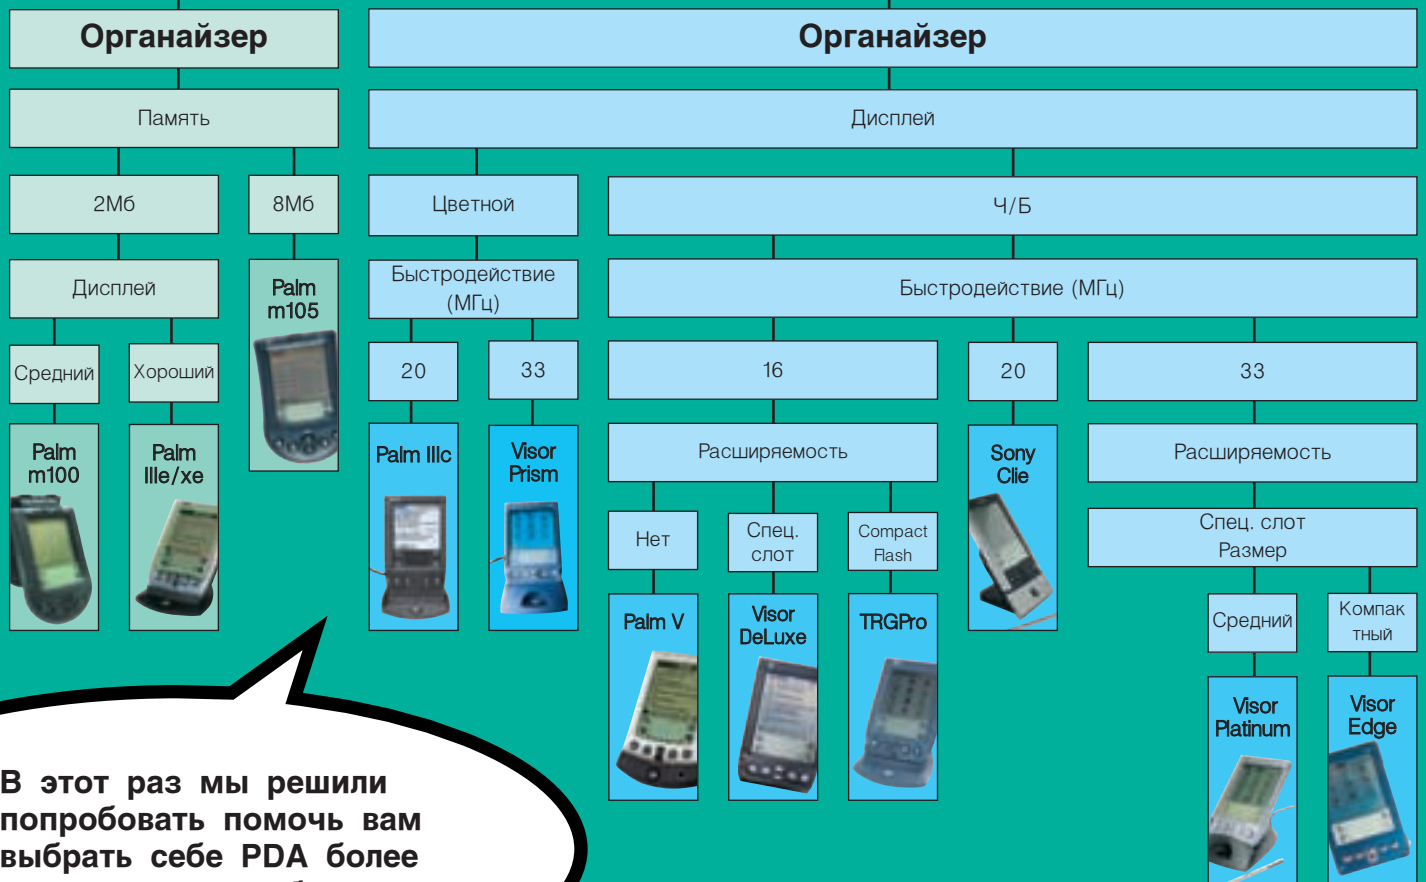 Органайзер
Органайзер
Память
Дисплей
2Мб
8Мб
Цветной
Ч/Б
Дисплей
Palm
m105
Быстродействие
(МГц)
Быстродействие (МГц)
Средний
Хороший
20
33
16
20
33
Palm
m100
Palm
IIIe/xe
Palm IIIc
Visor
Prism
Расширяемость
Sony
Clie
Расширяемость
Нет
Спец.
слот
Compact
Flash
Спец. слот
Размер
Palm V
Visor
DeLuxe
TRGPro
Средний
Компак
тный
Visor
Platinum
Visor
Edge
В этот раз мы решили
попробовать помочь вам
выбрать себе PDA более